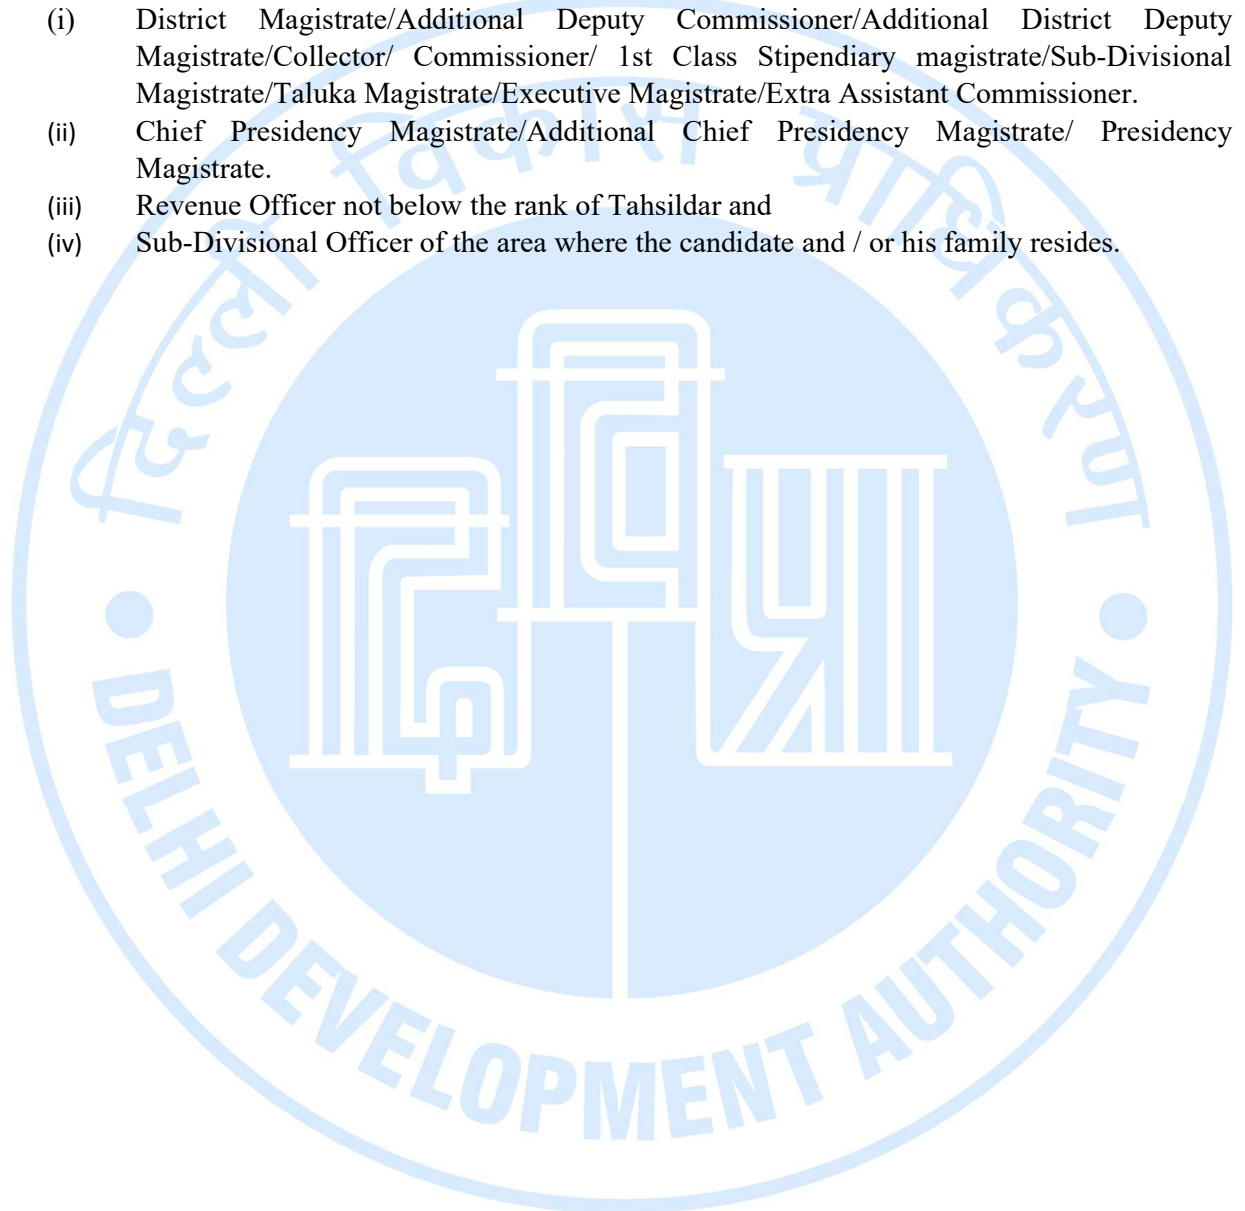 (i) District Magistrate/Additional Deputy Commissioner/Additional District Deputy
Magistrate/Collector/ Commissioner/ 1st Class Stipendiary magistrate/Sub-Divisional
Magistrate/Taluka Magistrate/Executive Magistrate/Extra Assistant Commissioner.
(ii) Chief Presidency Magistrate/Additional Chief Presidency Magistrate/ Presidency
Magistrate.
(iii) Revenue Officer not below the rank of Tahsildar and
(iv) Sub-Divisional Officer of the area where the candidate and / or his family resides.
दिल्ली विकास प्राधिकरण
दविप्रा
DELHI DEVELOPMENT AUTHORITY